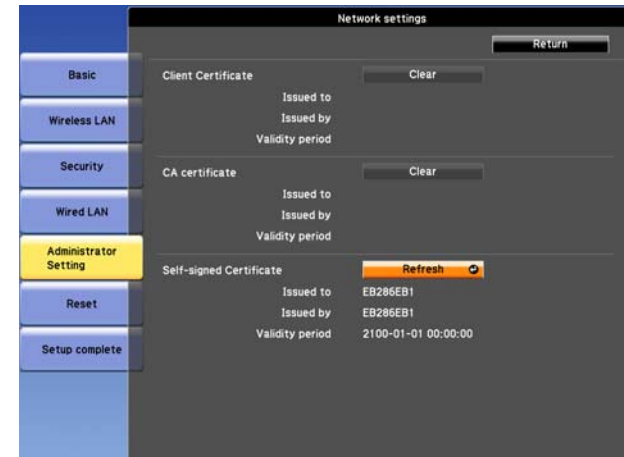 Network settings
Return
Basic
Wireless LAN
Security
Wired LAN
Administrator
Setting
Reset
Setup complete
Client Certificate Clear
Issued to
Issued by
Validity period
CA certificate Clear
Issued to
Issued by
Validity period
Self-signed Certificate Refresh
Issued to EB286EB1
Issued by EB286EB1
Validity period 2100-01-01 00:00:00